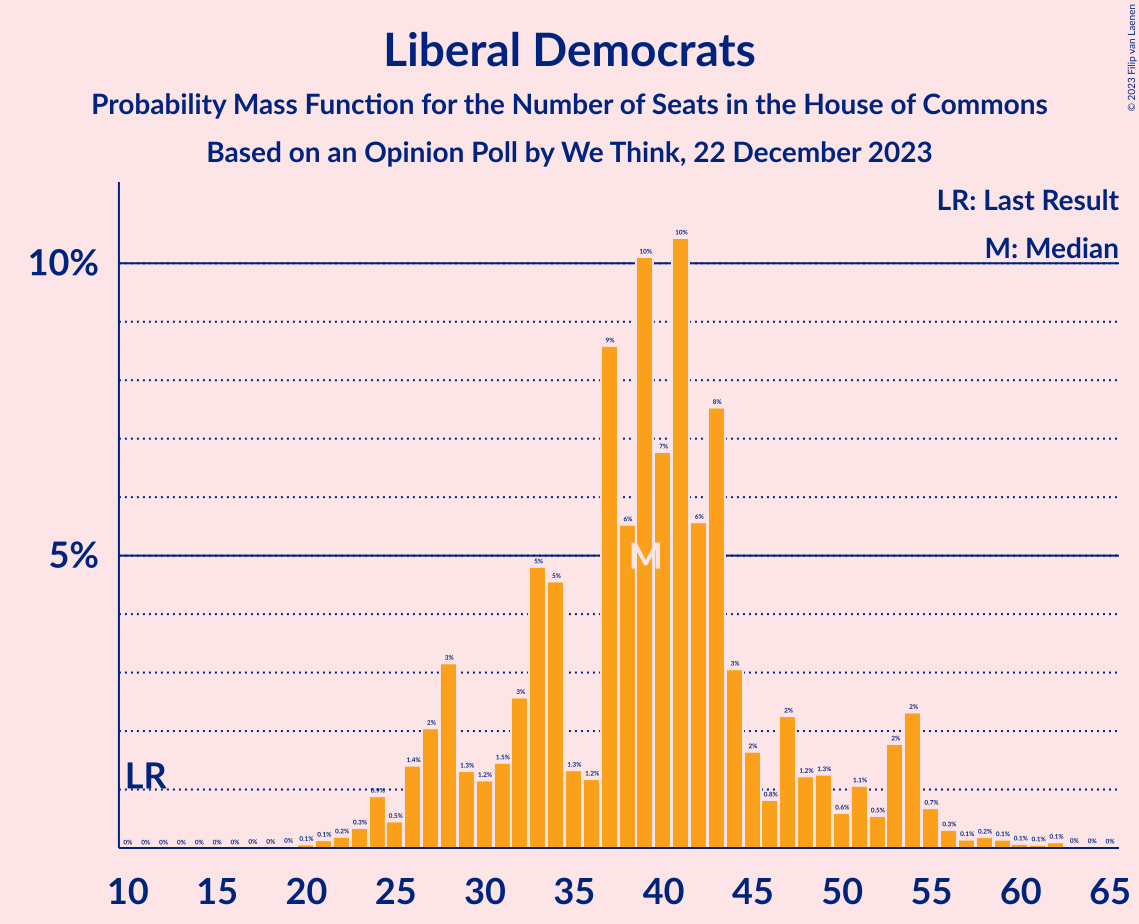 Liberal Democrats
Probability Mass Function for the Number of Seats in the House of Commons
Based on an Opinion Poll by We Think, 22 December 2023
© 2023 Filip van Laenen
LR: Last Result
M: Median
10%
5%
LR
M
0% 0% 0% 0% 0% 0% 0% 0% 0% 0% 0.1% 0.1% 0.2% 0.3% 0.9% 0.5% 1.4% 2% 3% 1.3% 1.2% 1.5% 3% 5% 5% 1.3% 1.2% 9% 6% 10% 7% 10% 6% 8% 3% 2% 0.8% 2% 1.2% 1.3% 0.6% 1.1% 0.5% 2% 2% 0.7% 0.3% 0.1% 0.2% 0.1% 0.1% 0.1% 0.1% 0% 0% 0%
10 15 20 25 30 35 40 45 50 55 60 65